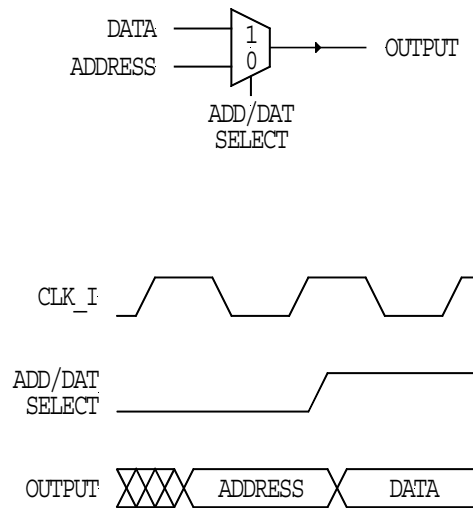 DATA
1
OUTPUT
ADDRESS
0
ADD/DAT
SELECT
CLK_I
ADD/DAT
SELECT
OUTPUT
ADDRESS
DATA